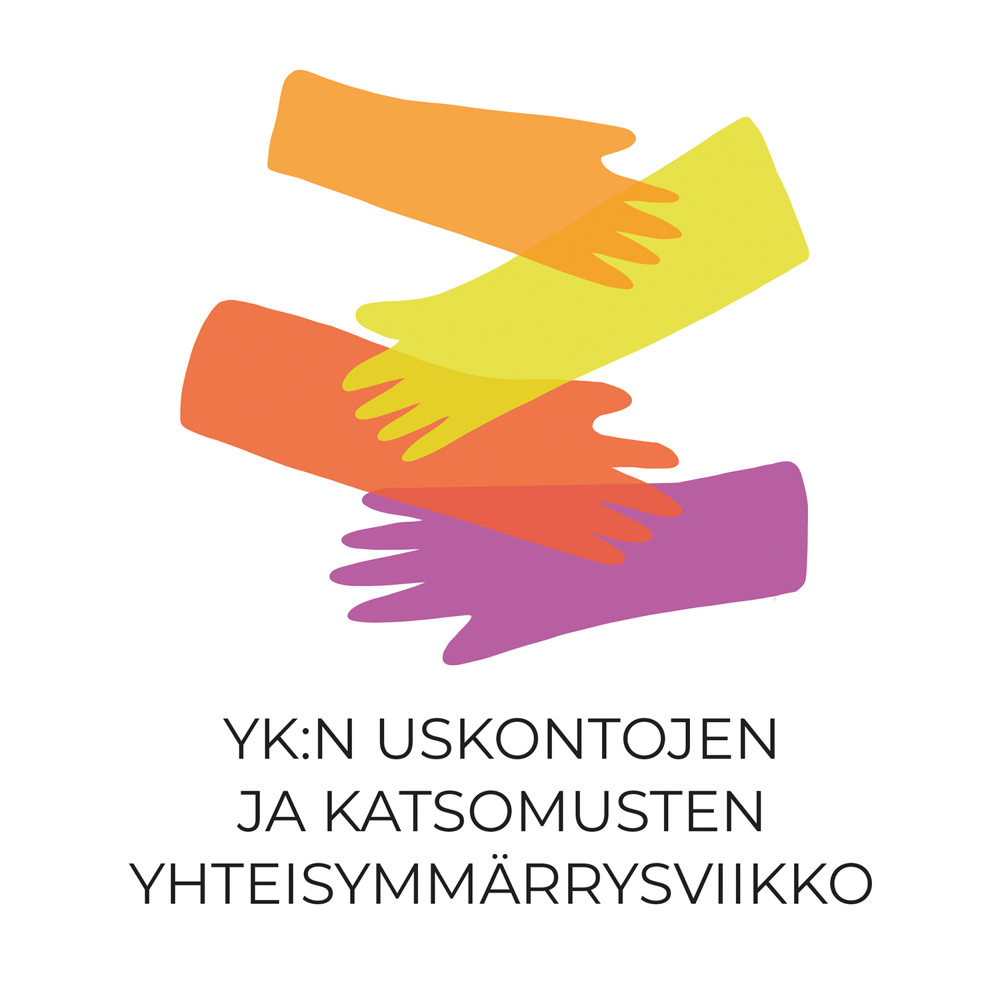 YK:N USKONTOJEN
JA KATSOMUSTEN
YHTEISYMMÄRRYSVIIKKO